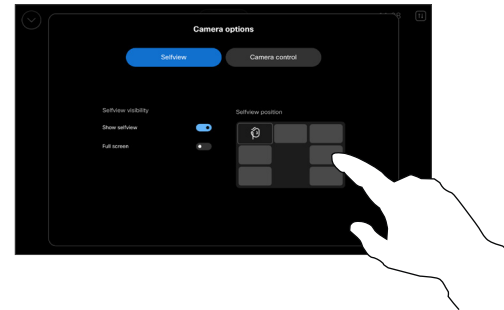 Camera options
Selfview
Camera control
Selfview visibility
Selfview position
Show selfview
Full screen